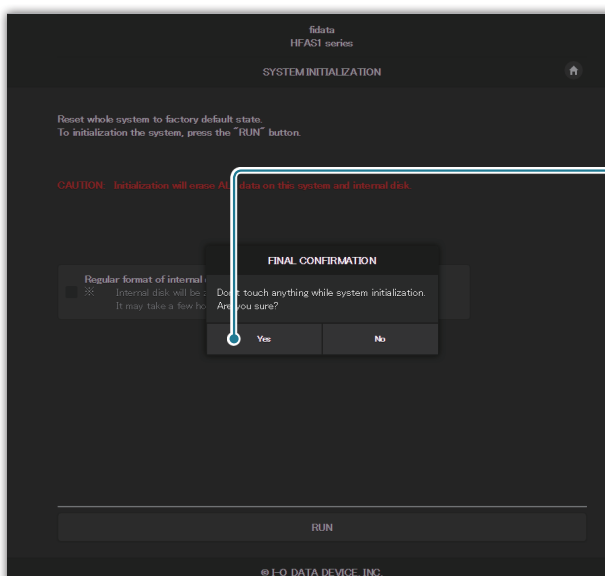 fidata
HFAS1 series
SYSTEM INITIALIZATION
Reset whole system to factory default state.
To initialization the system, press the "RUN" button.
CAUTION: Initialization will erase ALL data on this system and internal disk.
Regular format of internal
※ Internal disk will be
It may take a few
FINAL CONFIRMATION
Don't touch anything while system initialization.
Are you sure?
Yes
No
RUN
© I-O DATA DEVICE, INC.